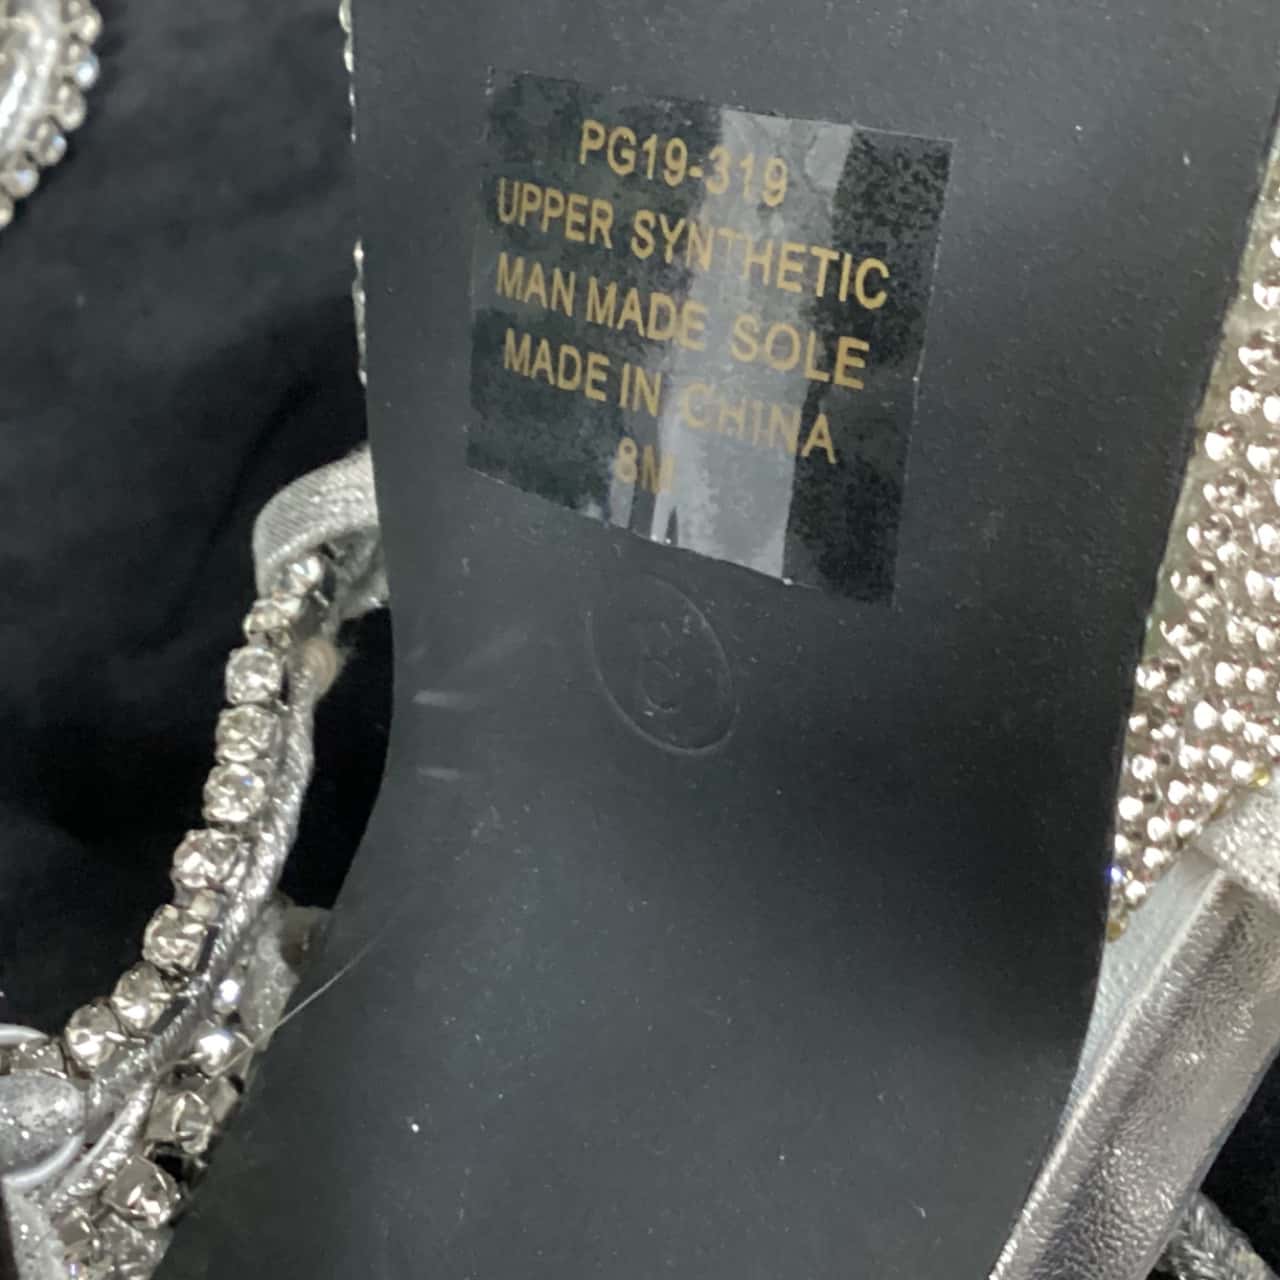 PG19-319
UPPER SYNTHETIC
MAN MADE SOLE
MADE IN CHINA
8M